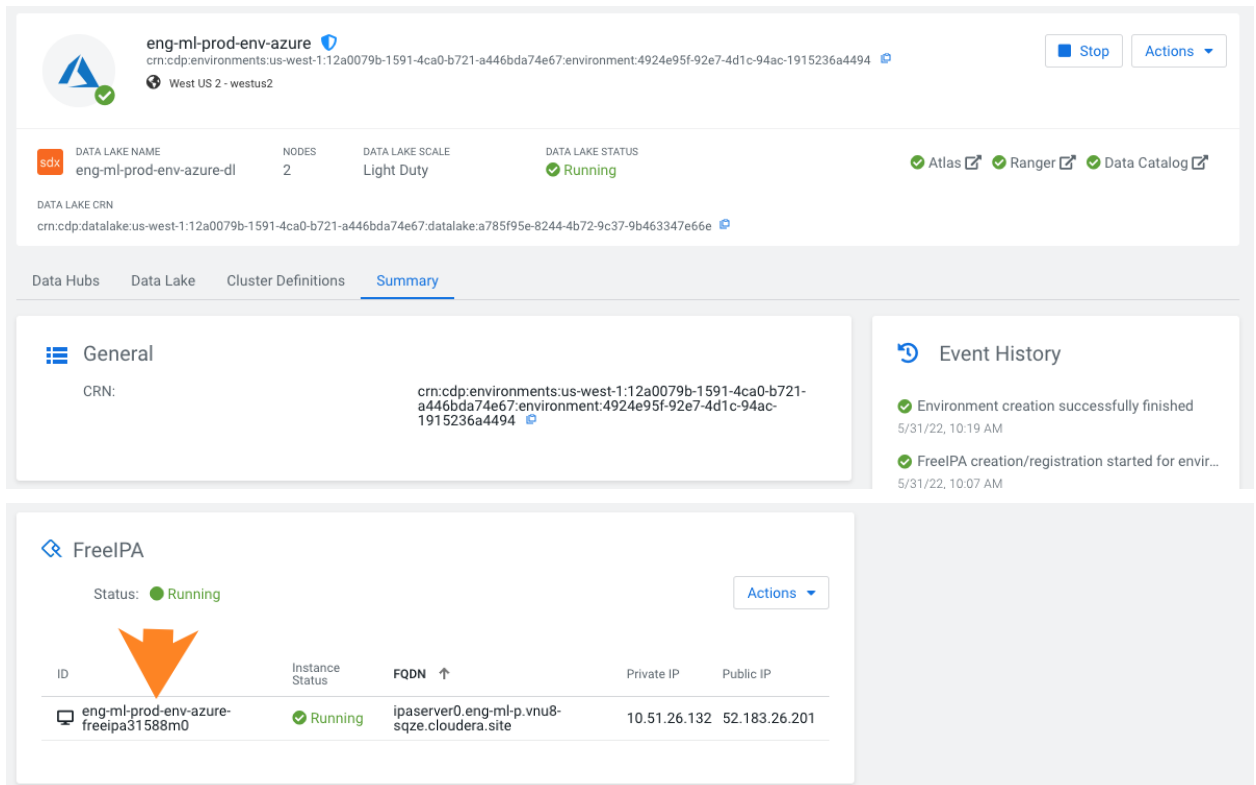 eng-ml-prod-env-azure
crn:cdp:environments:us-west-1:12a0079b-1591-4ca0-b721-a446bda74e67:environment:4924e95f-92e7-4d1c-94ac-1915236a4494
West US 2 - westus2
Stop
Actions
sdx
DATA LAKE NAME
eng-ml-prod-env-azure-dl
NODES
2
DATA LAKE SCALE
Light Duty
DATA LAKE STATUS
Running
Atlas
Ranger
Data Catalog
DATA LAKE CRN
crn:cdp:datalake:us-west-1:12a0079b-1591-4ca0-b721-a446bda74e67:datalake:a785f95e-8244-4b72-9c37-9b463347e66e
Data Hubs
Data Lake
Cluster Definitions
Summary
General
CRN:
crn:cdp:environments:us-west-1:12a0079b-1591-4ca0-b721-
a446bda74e67:environment:4924e95f-92e7-4d1c-94ac-
1915236a4494
Event History
Environment creation successfully finished
5/31/22, 10:19 AM
FreeIPA creation/registration started for envir...
5/31/22, 10:07 AM
FreeIPA
Status:
Running
Actions
ID
Instance
Status
FQDN
Private IP
Public IP
eng-ml-prod-env-azure-
freeipa31588m0
Running
ipaserver0.eng-ml-p.vnu8-
sqze.cloudera.site
10.51.26.132
52.183.26.201